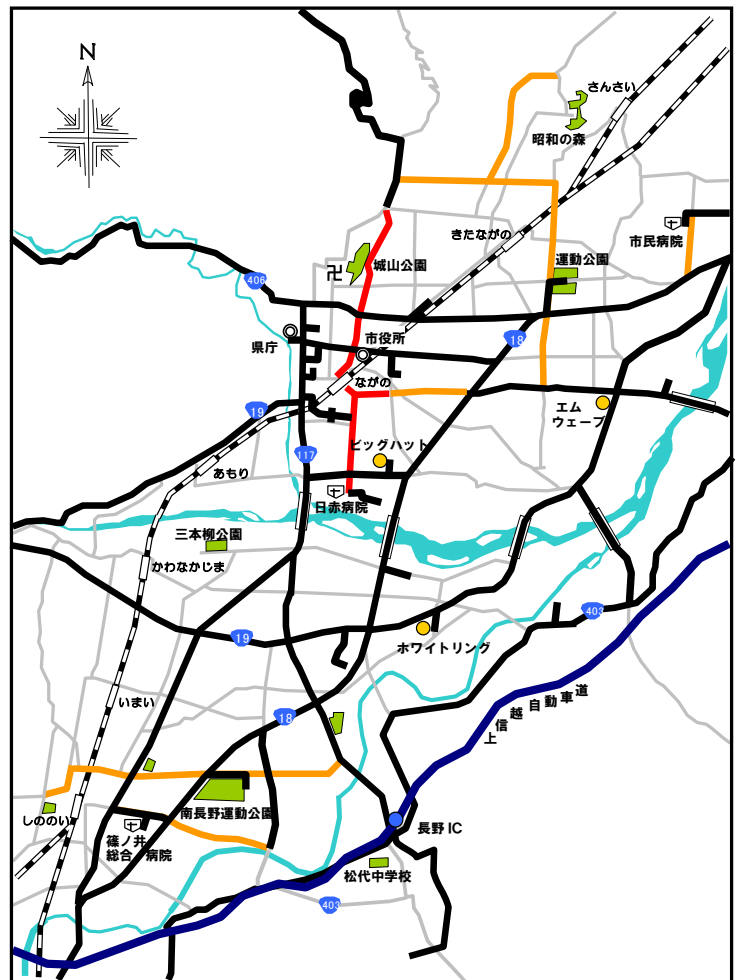 N
さんさい
昭和の森
きたながの
市民病院
運動公園
城山公園
卍
406
市役所
県庁
18
ながの
19
エム
ウェーブ
ビッグハット
117
あもり
日赤病院
三本柳公園
かわなかじま
403
19
ホワイトリング
いまい
上信越自動車道
18
南長野運動公園
しののい
長野IC
篠ノ井
総合 病院
松代中学校
403